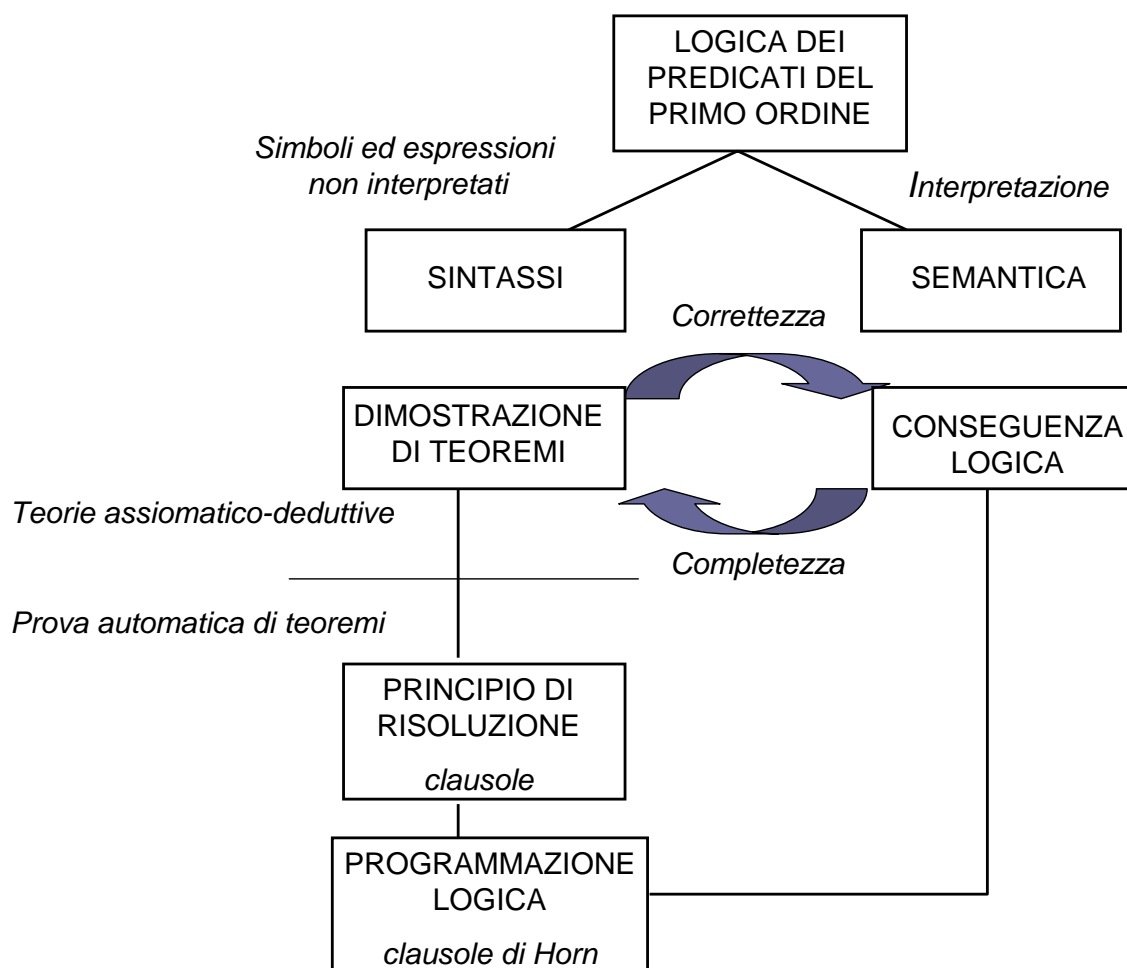 LOGICA DEI
PREDICATI DEL
PRIMO ORDINE
Simboli ed espressioni
non interpretati
Interpretazione
SINTASSI
SEMANTICA
Correttezza
DIMOSTRAZIONE
DI TEOREMI
CONSEGUENZA
LOGICA
Teorie assiomatico-deduttive
Completezza
Prova automatica di teoremi
PRINCIPIO DI
RISOLUZIONE
clausole
PROGRAMMAZIONE
LOGICA
clausole di Horn